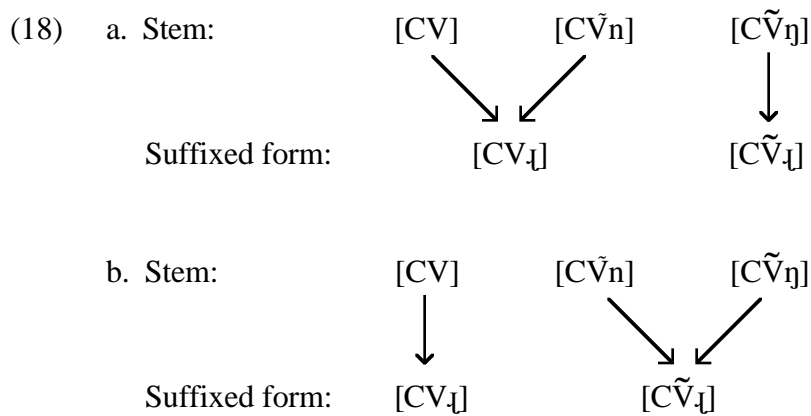 (18) a. Stem: [CV] [CṼn] [CṼŋ]
Suffixed form: [CVɻ] [CṼɻ]
b. Stem: [CV] [CṼn] [CṼŋ]
Suffixed form: [CVɻ] [CṼɻ]